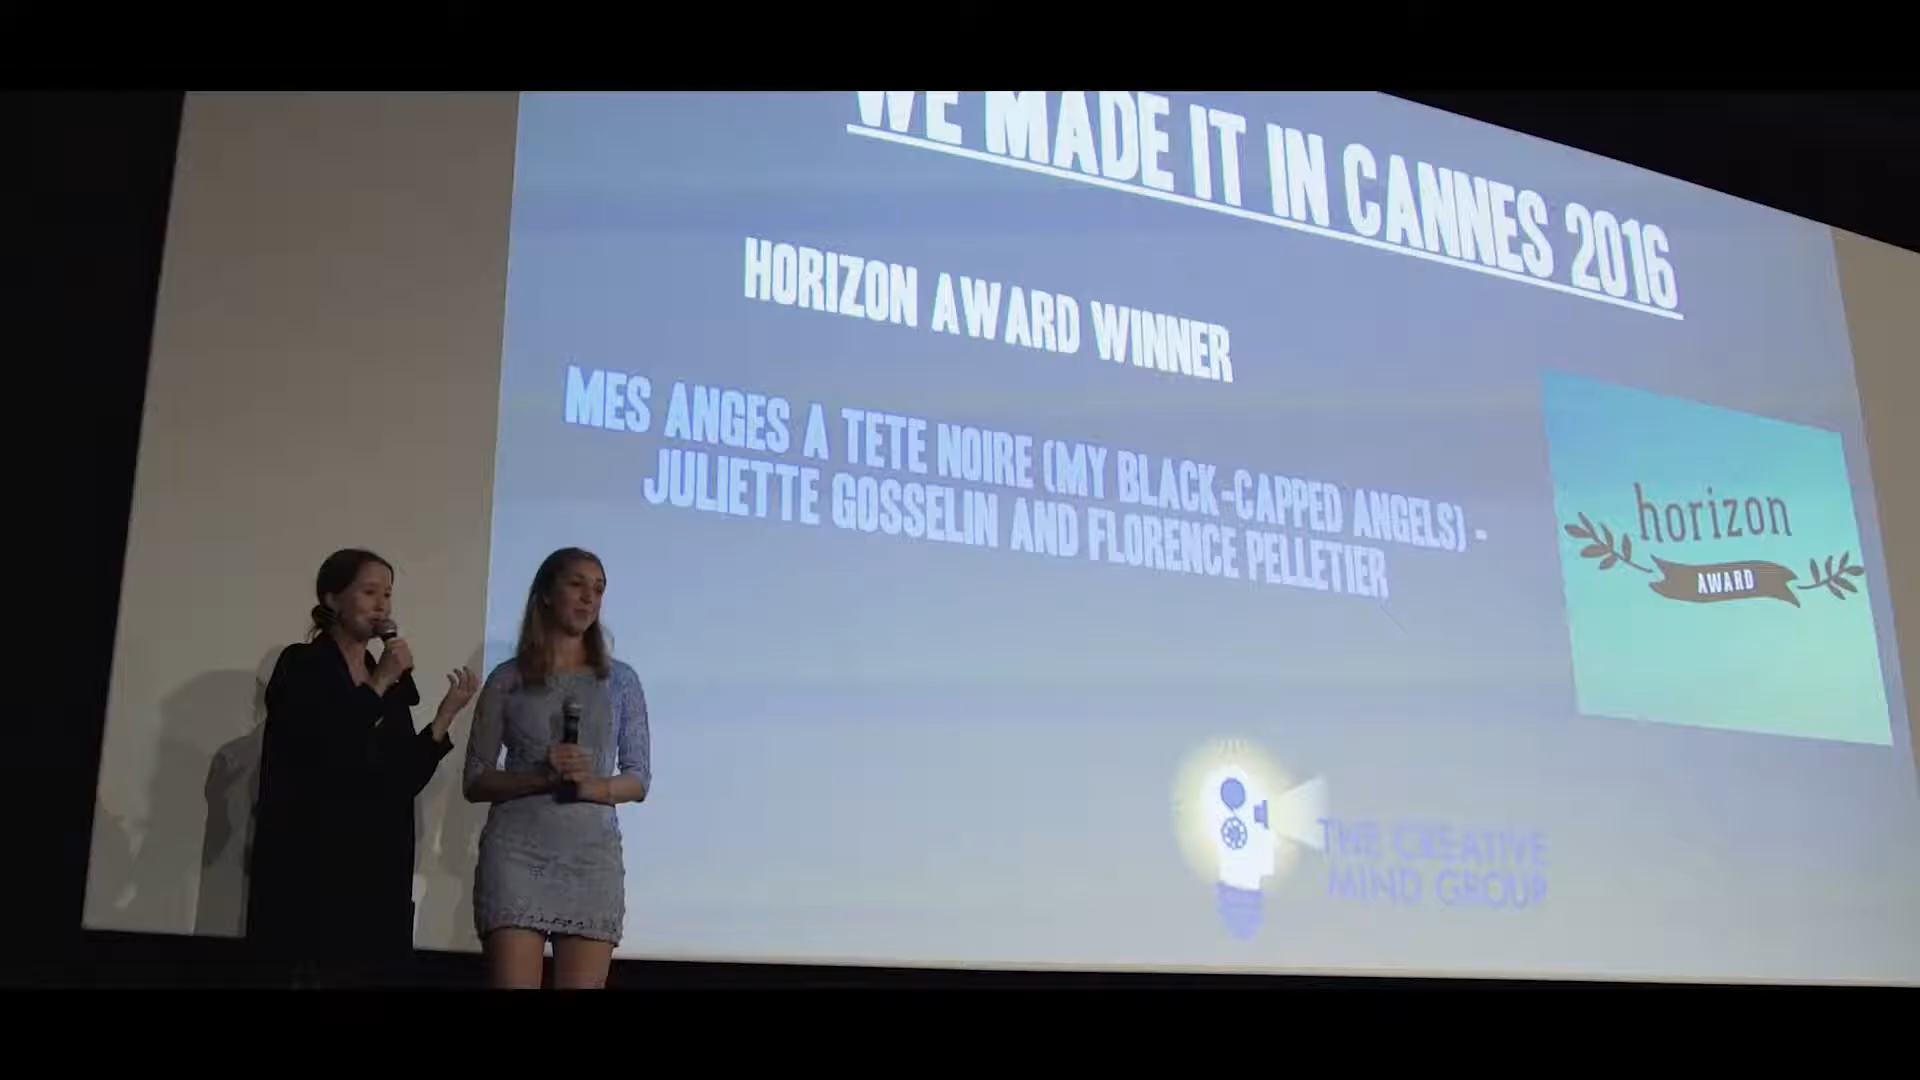 WE MADE IT IN CANNES 2016
HORIZON AWARD WINNER
MES ANGES A TETE NOIRE (MY BLACK-CAPPED ANGELS) -
JULIETTE GOSSELIN AND FLORENCE PELLETIER
horizon
AWARD
THE CREATIVE
MIND GROUP